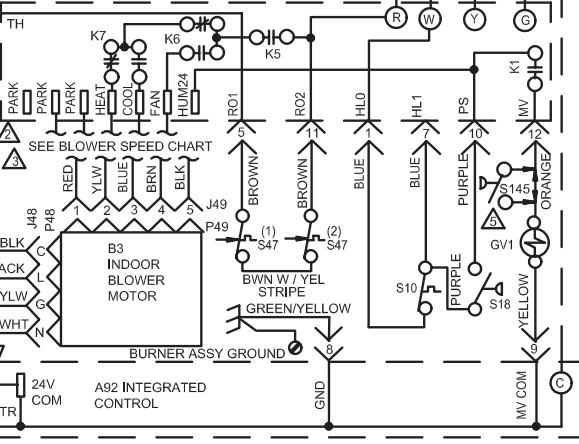 TH
R
W
Y
G
K7
K6
K5
K1
PARK
PARK
PARK
HEAT
COOL
FAN
HUM24
RO1
RO2
HL0
HL1
PS
MV
2
5
11
1
7
10
12
3
SEE BLOWER SPEED CHART
RED
YLW
BLUE
BRN
BLK
BROWN
BROWN
BLUE
BLUE
PURPLE
ORANGE
S145
5
1 2 3 4 5
J49
P49
J48
P48
(1)
S47
(2)
S47
GV1
BLK
C
ACK
L
YLW
G
WHT
N
B3
INDOOR
BLOWER
MOTOR
BWN W / YEL
STRIPE
S10
PURPLE
S18
YELLOW
GREEN/YELLOW
BURNER ASSY GROUND
8
9
24V
COM
TR
A92 INTEGRATED
CONTROL
GND
MV COM
C